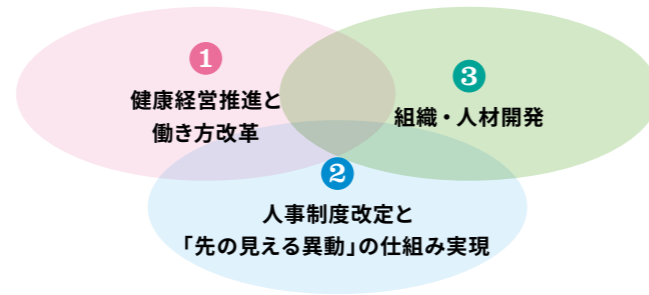 1
健康経営推進と
働き方改革
3
組織・人材開発
2
人事制度改定と
「先の見える異動」の仕組み実現